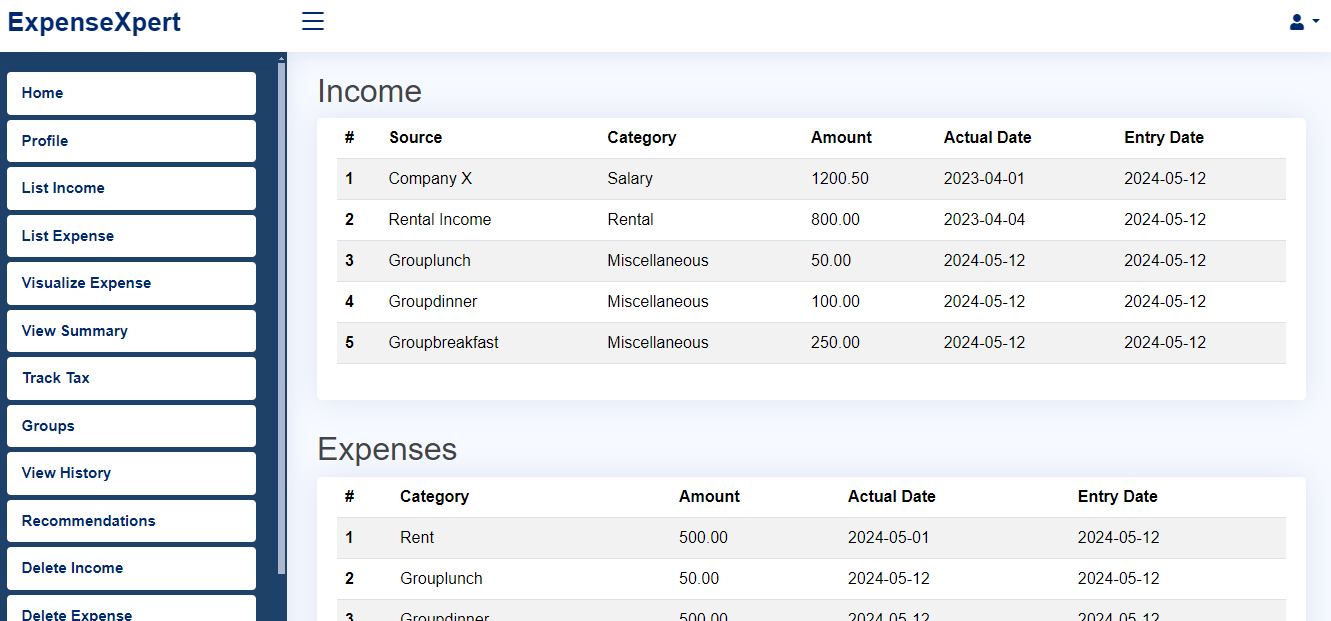 ExpenseXpert
Home
Profile
List Income
List Expense
Visualize Expense
View Summary
Track Tax
Groups
View History
Recommendations
Delete Income
Delete Expense
Income
# Source Category Amount Actual Date Entry Date
1 Company X Salary 1200.50 2023-04-01 2024-05-12
2 Rental Income Rental 800.00 2023-04-04 2024-05-12
3 Grouplunch Miscellaneous 50.00 2024-05-12 2024-05-12
4 Groupdinner Miscellaneous 100.00 2024-05-12 2024-05-12
5 Groupbreakfast Miscellaneous 250.00 2024-05-12 2024-05-12
Expenses
# Category Amount Actual Date Entry Date
1 Rent 500.00 2024-05-01 2024-05-12
2 Grouplunch 50.00 2024-05-12 2024-05-12
3 Groupdinner 500.00 2024-05-12 2024-05-12